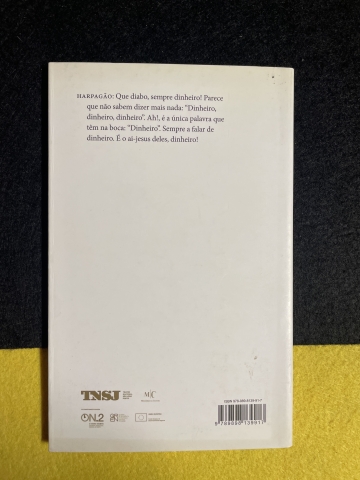 HARPAGÃO: Que diabo, sempre dinheiro! Parece
que não sabem dizer mais nada: “Dinheiro,
dinheiro, dinheiro”. Ah!, é a única palavra que
têm na boca: “Dinheiro”. Sempre a falar de
dinheiro. É o ai-jesus deles, dinheiro!
TNSJ